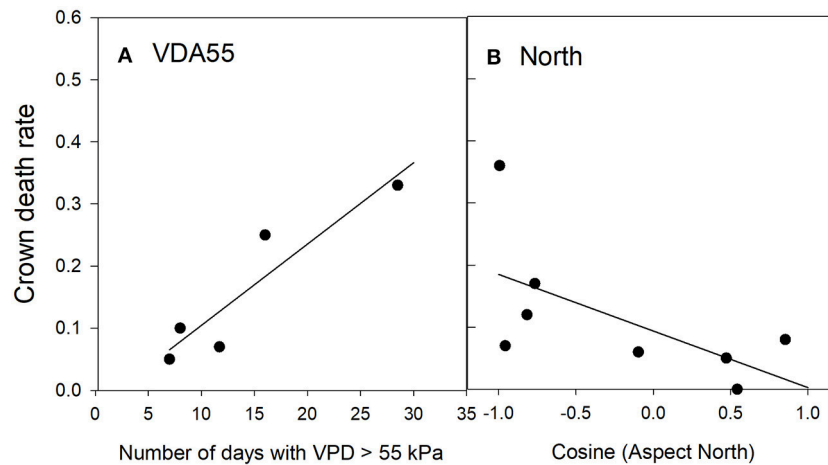 0.6
A VDA55
B North
0.5
0.4
0.3
0.2
0.1
0.0
Crown death rate
0 5 10 15 20 25 30 35
-1.0 -0.5 0.0 0.5 1.0
Number of days with VPD > 55 kPa
Cosine (Aspect North)